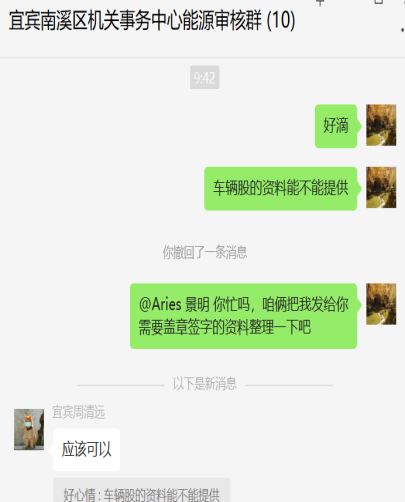 宜宾南溪区机关事务中心能源审核群 (10)
9:42
好滴
车辆股的资料能不能提供
你撤回了一条消息
@Aries 景明 你忙吗，咱俩把我发给你
需要盖章签字的资料整理一下吧
以下是新消息
宜宾周清远
应该可以
好心情：车辆股的资料能不能提供